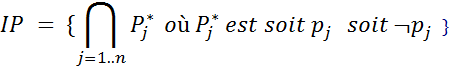 IP = { ⋂_{j=1..n} P_j^* où P_j^* est soit p_j soit ¬p_j }